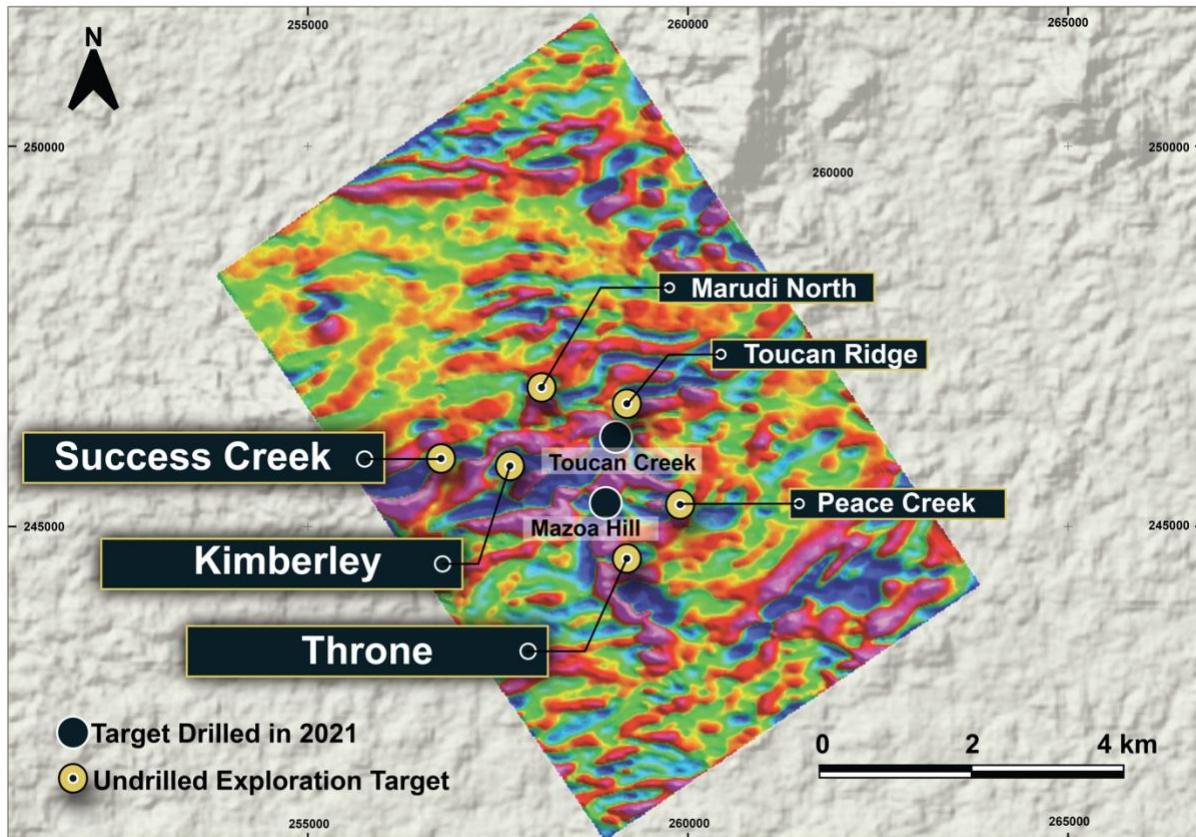 255000
260000
265000
N
250000
250000
260000
Marudi North
Toucan Ridge
Success Creek
Toucan Creek
Peace Creek
Mazoa Hill
245000
245000
Kimberley
Throne
Target Drilled in 2021
0 2 4 km
Undrilled Exploration Target
255000
260000
265000